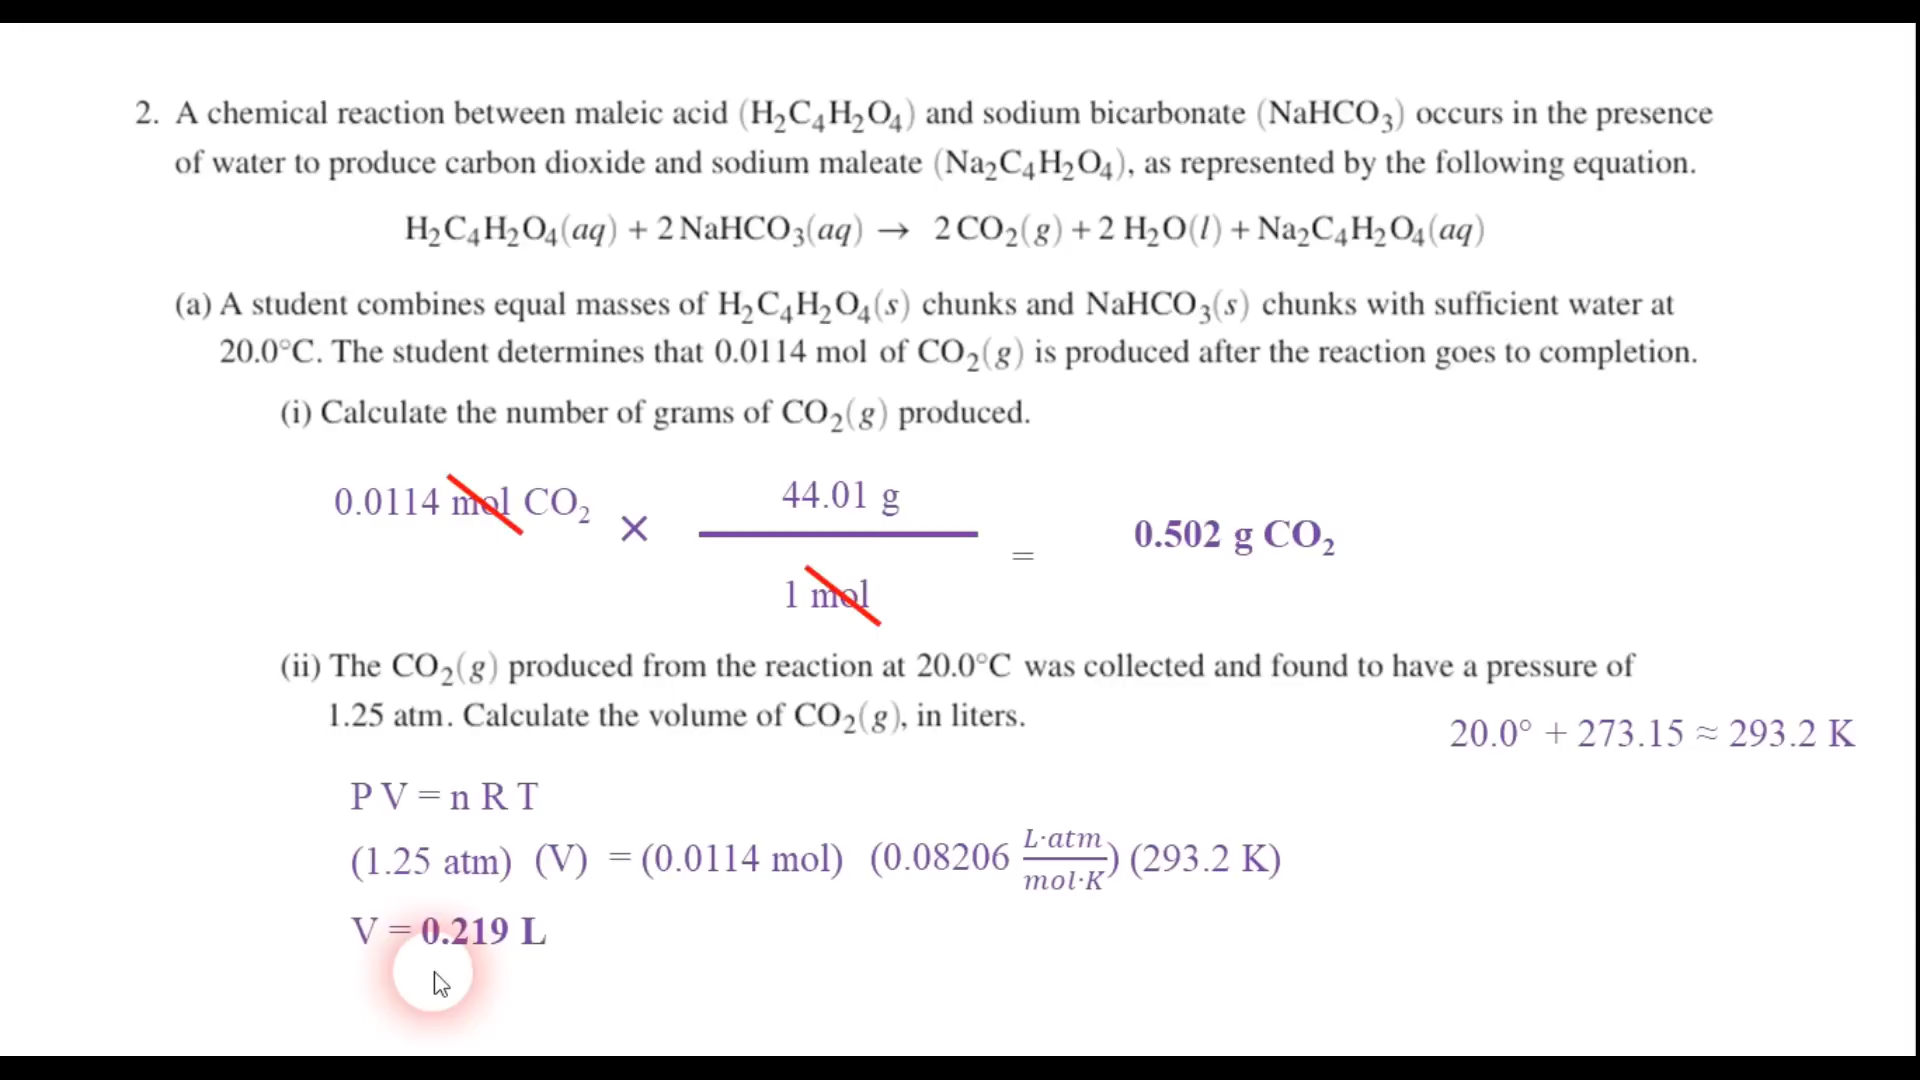 2. A chemical reaction between maleic acid (H₂C₄H₂O₄) and sodium bicarbonate (NaHCO₃) occurs in the presence
of water to produce carbon dioxide and sodium maleate (Na₂C₄H₂O₄), as represented by the following equation.
H₂C₄H₂O₄(aq) + 2 NaHCO₃(aq) → 2 CO₂(g) + 2 H₂O(l) + Na₂C₄H₂O₄(aq)
(a) A student combines equal masses of H₂C₄H₂O₄(s) chunks and NaHCO₃(s) chunks with sufficient water at
20.0°C. The student determines that 0.0114 mol of CO₂(g) is produced after the reaction goes to completion.
(i) Calculate the number of grams of CO₂(g) produced.
0.0114 mol CO₂ × 44.01 g / 1 mol = 0.502 g CO₂
(ii) The CO₂(g) produced from the reaction at 20.0°C was collected and found to have a pressure of
1.25 atm. Calculate the volume of CO₂(g), in liters.
20.0° + 273.15 ≈ 293.2 K
P V = n R T
(1.25 atm) (V) = (0.0114 mol) (0.08206 L·atm / mol·K) (293.2 K)
V = 0.219 L